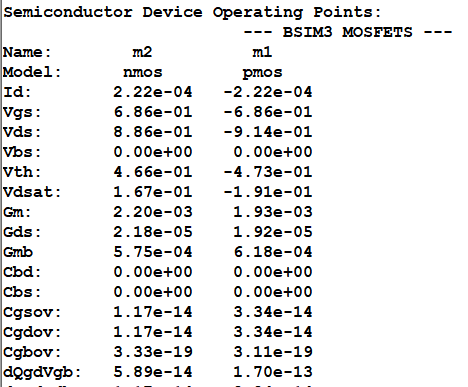 Semiconductor Device Operating Points:
--- BSIM3 MOSFETS ---
Name: m2 m1
Model: nmos pmos
Id: 2.22e-04 -2.22e-04
Vgs: 6.86e-01 -6.86e-01
Vds: 8.86e-01 -9.14e-01
Vbs: 0.00e+00 0.00e+00
Vth: 4.66e-01 -4.73e-01
Vdsat: 1.67e-01 -1.91e-01
Gm: 2.20e-03 1.93e-03
Gds: 2.18e-05 1.92e-05
Gmb 5.75e-04 6.18e-04
Cbd: 0.00e+00 0.00e+00
Cbs: 0.00e+00 0.00e+00
Cgsov: 1.17e-14 3.34e-14
Cgdov: 1.17e-14 3.34e-14
Cgbov: 3.33e-19 3.11e-19
dQgdVgb: 5.89e-14 1.70e-13